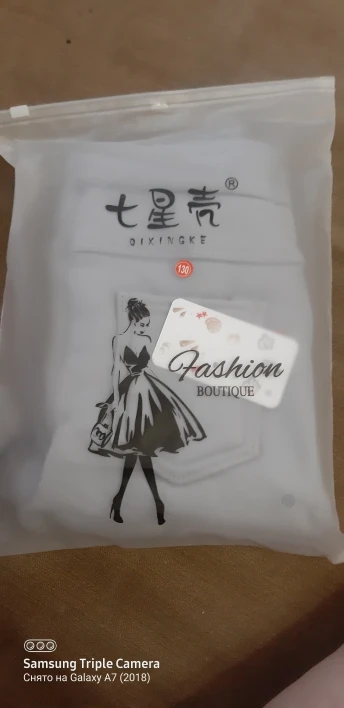 七星壳®
QIXINGKE
130
Fashion
BOUTIQUE
Samsung Triple Camera
Снято на Galaxy A7 (2018)